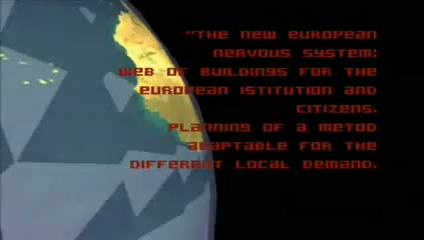 "THE NEW EUROPEAN
NERVOUS SYSTEM:
WEB OF BUILDINGS FOR THE
EUROPEAN ISTITUTION AND
CITIZENS.
PLANNING OF A METOD
ADAPTABLE FOR THE
DIFFERENT LOCAL DEMAND.